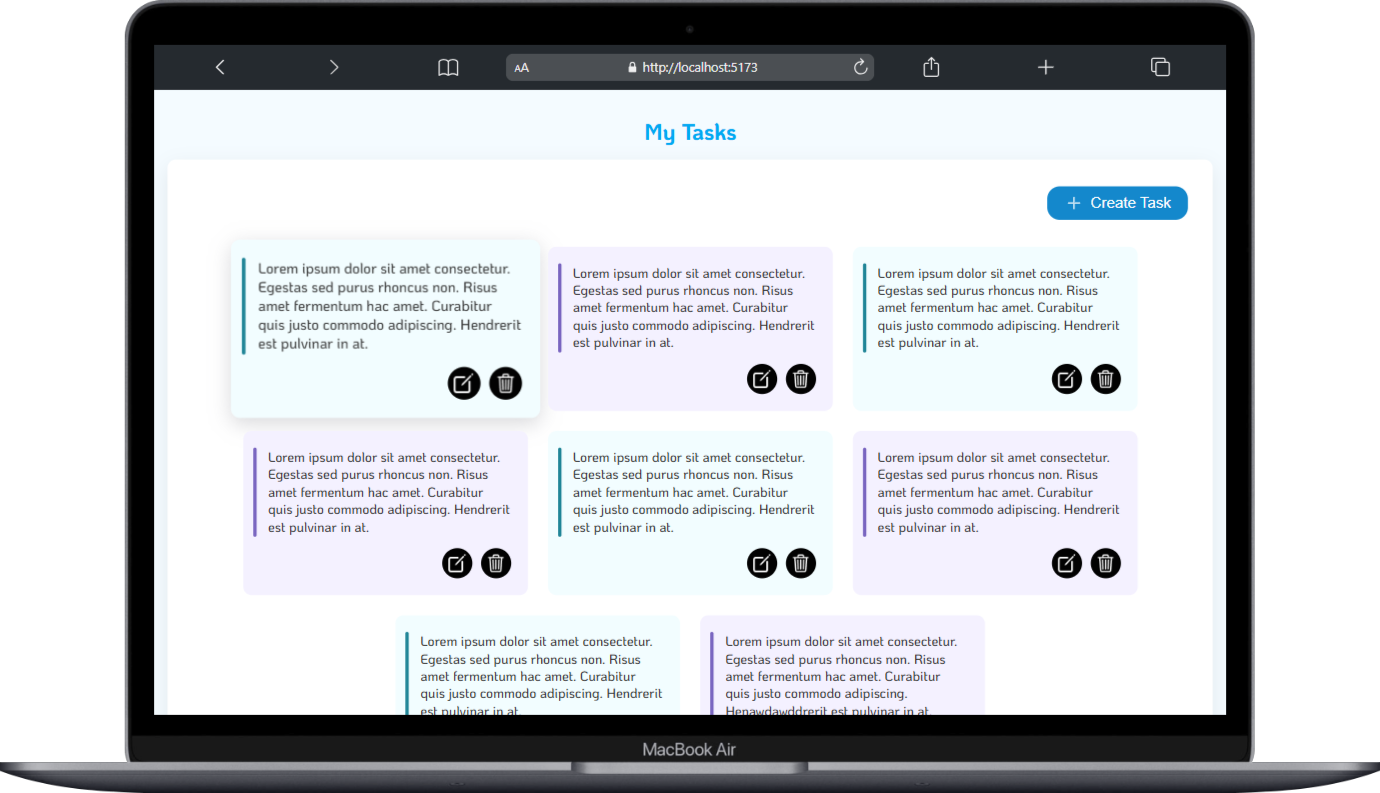 AA
http://localhost:5173
My Tasks
+ Create Task
Lorem ipsum dolor sit amet consectetur.
Egestas sed purus rhoncus non. Risus
amet fermentum hac amet. Curabitur
quis justo commodo adipiscing. Hendrerit
est pulvinar in at.
Lorem ipsum dolor sit amet consectetur.
Egestas sed purus rhoncus non. Risus
amet fermentum hac amet. Curabitur
quis justo commodo adipiscing. Hendrerit
est pulvinar in at.
Lorem ipsum dolor sit amet consectetur.
Egestas sed purus rhoncus non. Risus
amet fermentum hac amet. Curabitur
quis justo commodo adipiscing. Hendrerit
est pulvinar in at.
Lorem ipsum dolor sit amet consectetur.
Egestas sed purus rhoncus non. Risus
amet fermentum hac amet. Curabitur
quis justo commodo adipiscing. Hendrerit
est pulvinar in at.
Lorem ipsum dolor sit amet consectetur.
Egestas sed purus rhoncus non. Risus
amet fermentum hac amet. Curabitur
quis justo commodo adipiscing. Hendrerit
est pulvinar in at.
Lorem ipsum dolor sit amet consectetur.
Egestas sed purus rhoncus non. Risus
amet fermentum hac amet. Curabitur
quis justo commodo adipiscing. Hendrerit
est pulvinar in at.
Lorem ipsum dolor sit amet consectetur.
Egestas sed purus rhoncus non. Risus
amet fermentum hac amet. Curabitur
quis justo commodo adipiscing. Hendrerit
est pulvinar in at.
Lorem ipsum dolor sit amet consectetur.
Egestas sed purus rhoncus non. Risus
amet fermentum hac amet. Curabitur
quis justo commodo adipiscing.
Henawdawddrerit est pulvinar in at.
MacBook Air